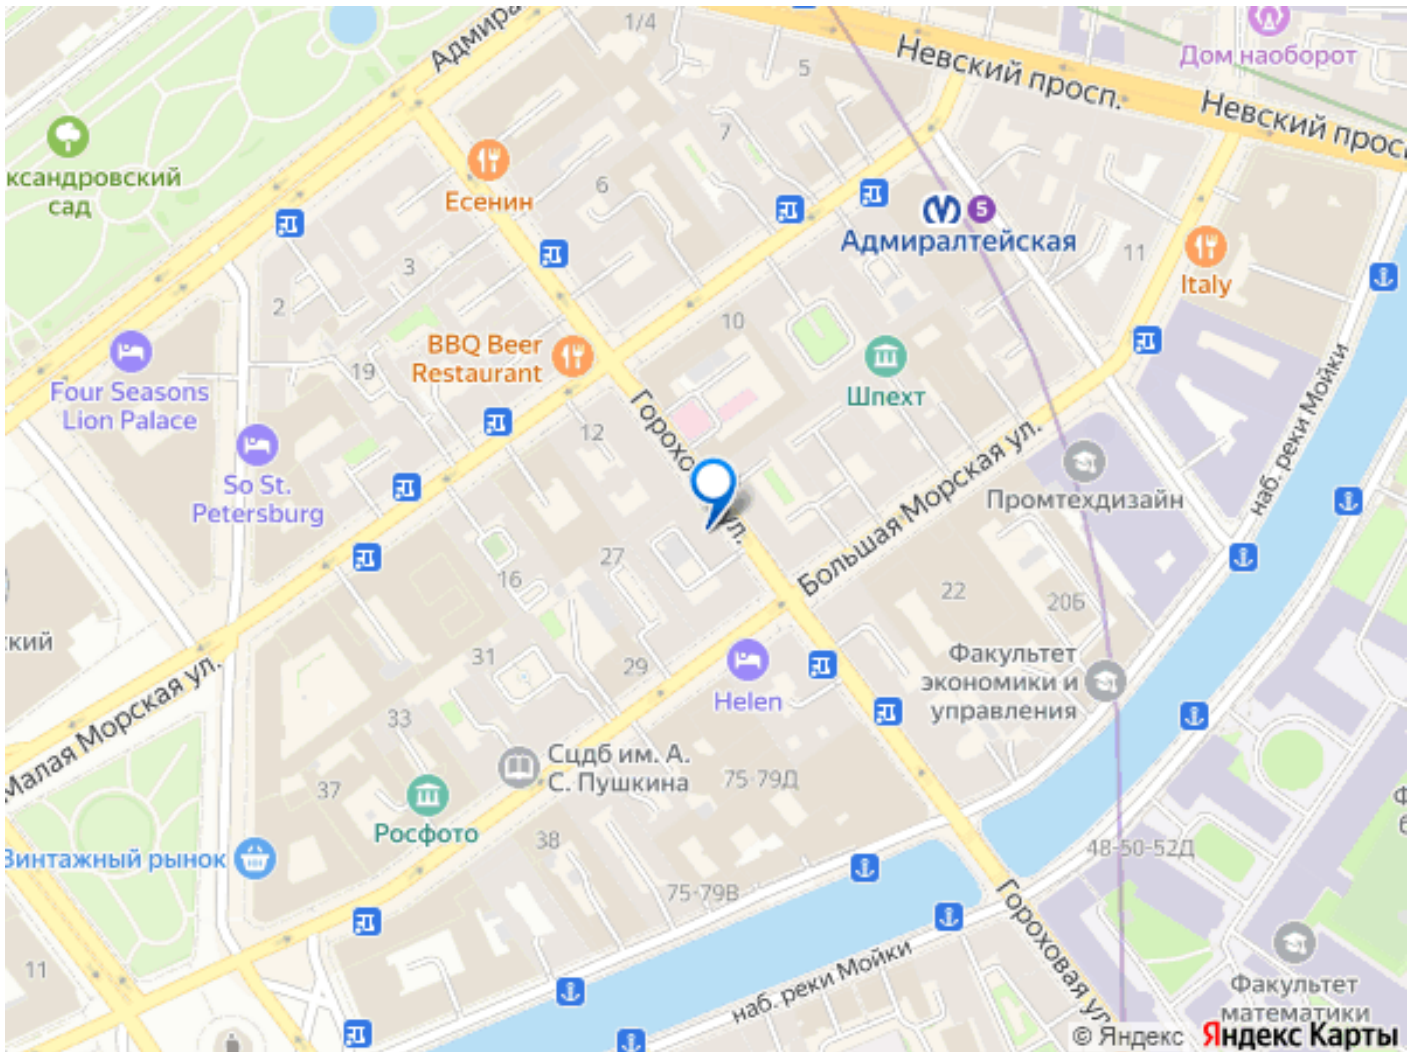 1/4
Адмира
Невский просп.
Дом наоборот
Невский прос
5
7
ксандровский
сад
Есенин
6
5
Адмиралтейская
11
Italy
3
2
10
BBQ Beer
Restaurant
19
Шпехт
Four Seasons
Lion Palace
So St.
Petersburg
12
Горохо
ул.
Большая Морская ул.
Промтехдизайн
наб. реки Мойки
27
16
22
20Б
кий
31
29
Факультет
экономики и
управления
Helen
Малая Морская ул.
33
37
Сцдб им. А.
С. Пушкина
75-79Д
Росфото
Винтажный рынок
38
48-50-52Д
75-79В
Гороховая ул.
11
наб. реки Мойки
Факультет
математики
© Яндекс Яндекс Карты